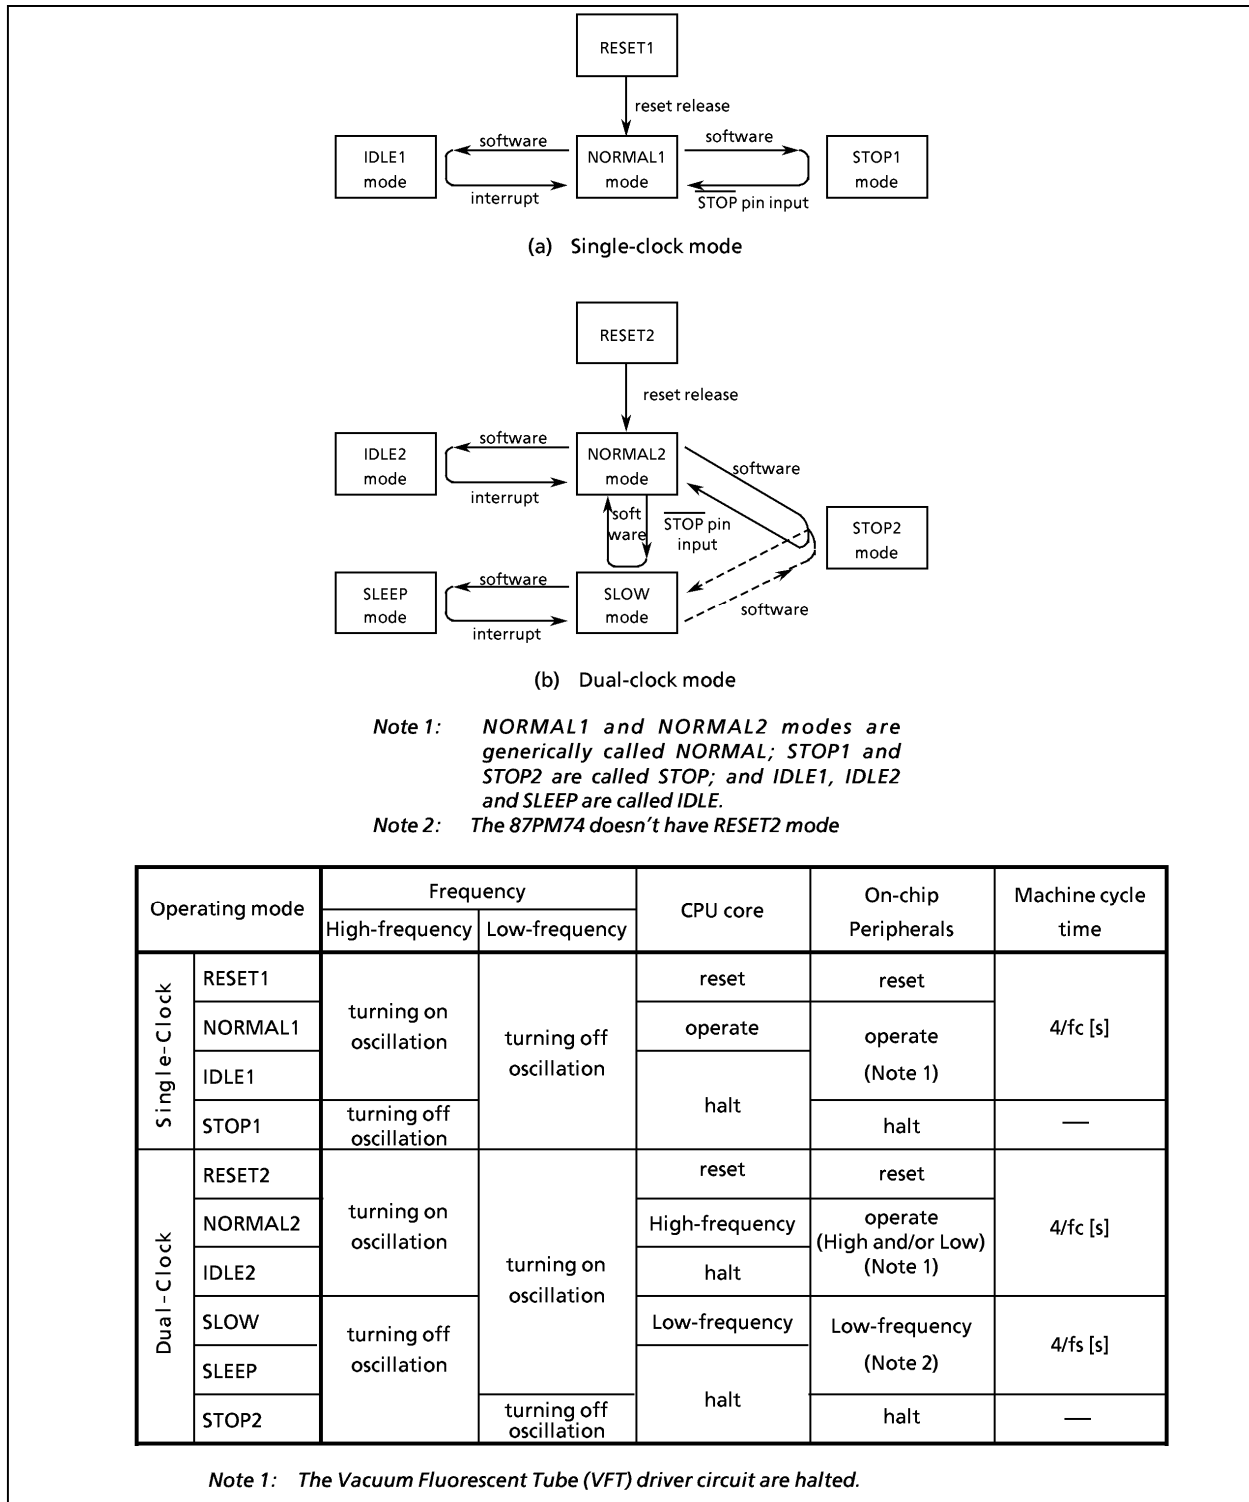 RESET1
reset release
IDLE1
mode
software
interrupt
NORMAL1
mode
software
STOP pin input
STOP1
mode
(a) Single-clock mode
RESET2
reset release
IDLE2
mode
software
interrupt
NORMAL2
mode
software
soft
ware
STOP pin
input
STOP2
mode
SLEEP
mode
software
interrupt
SLOW
mode
software
(b) Dual-clock mode
Note 1: NORMAL1 and NORMAL2 modes are
generically called NORMAL; STOP1 and
STOP2 are called STOP; and IDLE1, IDLE2
and SLEEP are called IDLE.
Note 2: The 87PM74 doesn't have RESET2 mode
Operating mode
Frequency
High-frequency
Low-frequency
CPU core
On-chip
Peripherals
Machine cycle
time
Single-Clock
RESET1
NORMAL1
IDLE1
STOP1
turning on
oscillation
turning off
oscillation
turning off
oscillation
reset
operate
halt
reset
operate
(Note 1)
halt
4/fc [s]
—
Dual-Clock
RESET2
NORMAL2
IDLE2
SLOW
SLEEP
STOP2
turning on
oscillation
turning off
oscillation
turning on
oscillation
turning off
oscillation
reset
High-frequency
halt
Low-frequency
halt
reset
operate
(High and/or Low)
(Note 1)
Low-frequency
(Note 2)
halt
4/fc [s]
4/fs [s]
—
Note 1: The Vacuum Fluorescent Tube (VFT) driver circuit are halted.